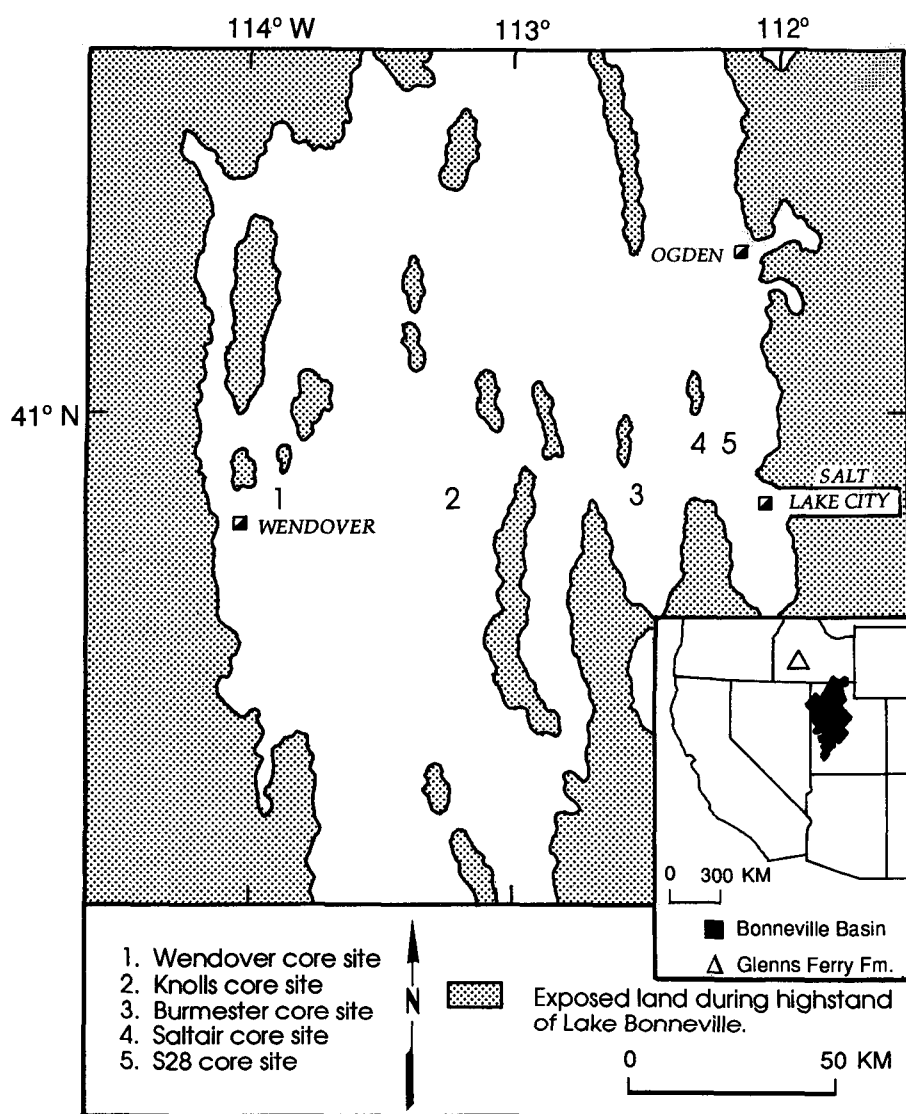 114° W 113° 112°
OGDEN
41° N
4 5
1 2 3
SALT
LAKE CITY
WENDOVER
0 300 KM
Bonneville Basin
Glenns Ferry Fm.
1. Wendover core site
2. Knolls core site
3. Burmester core site
4. Saltair core site
5. S28 core site
N
Exposed land during highstand
of Lake Bonneville.
0 50 KM